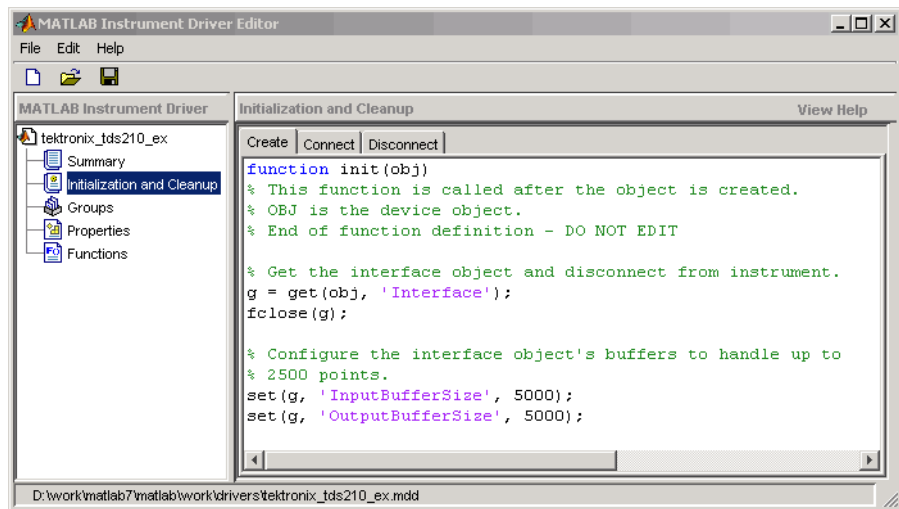 MATLAB Instrument Driver Editor
File Edit Help
MATLAB Instrument Driver
Initialization and Cleanup View Help
tektronix_tds210_ex
Summary
Initialization and Cleanup
Groups
Properties
Functions
Create Connect Disconnect
function init(obj)
% This function is called after the object is created.
% OBJ is the device object.
% End of function definition - DO NOT EDIT
% Get the interface object and disconnect from instrument.
g = get(obj, 'Interface');
fclose(g);
% Configure the interface object's buffers to handle up to
% 2500 points.
set(g, 'InputBufferSize', 5000);
set(g, 'OutputBufferSize', 5000);
D:\work\matlab7\matlab\work\drivers\tektronix_tds210_ex.mdd